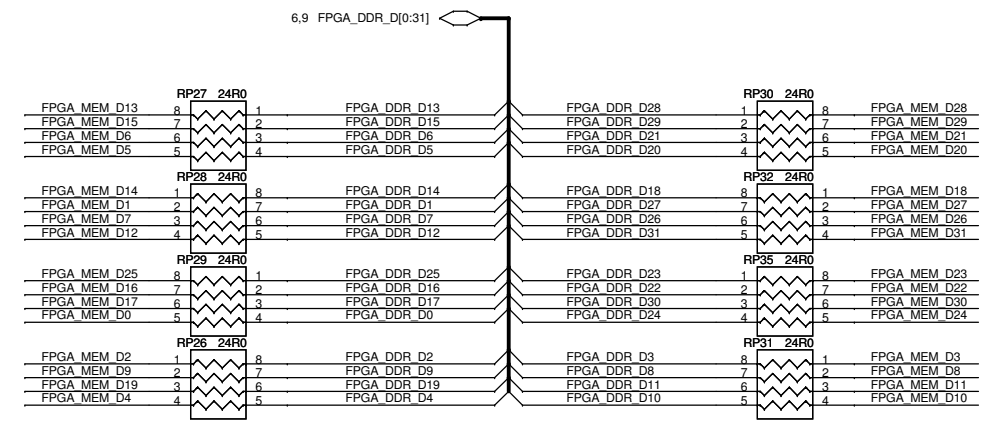 6,9 FPGA_DDR_D[0:31]
RP27 24R0 RP30 24R0
FPGA_MEM_D13 8 1 FPGA_DDR_D13 FPGA_DDR_D28 1 8 FPGA_MEM_D28
FPGA_MEM_D15 7 2 FPGA_DDR_D15 FPGA_DDR_D29 2 7 FPGA_MEM_D29
FPGA_MEM_D6 6 3 FPGA_DDR_D6 FPGA_DDR_D21 3 6 FPGA_MEM_D21
FPGA_MEM_D5 5 4 FPGA_DDR_D5 FPGA_DDR_D20 4 5 FPGA_MEM_D20
RP28 24R0 RP32 24R0
FPGA_MEM_D14 1 8 FPGA_DDR_D14 FPGA_DDR_D18 8 1 FPGA_MEM_D18
FPGA_MEM_D1 2 7 FPGA_DDR_D1 FPGA_DDR_D27 7 2 FPGA_MEM_D27
FPGA_MEM_D7 3 6 FPGA_DDR_D7 FPGA_DDR_D26 6 3 FPGA_MEM_D26
FPGA_MEM_D12 4 5 FPGA_DDR_D12 FPGA_DDR_D31 5 4 FPGA_MEM_D31
RP29 24R0 RP35 24R0
FPGA_MEM_D25 8 1 FPGA_DDR_D25 FPGA_DDR_D23 1 8 FPGA_MEM_D23
FPGA_MEM_D16 7 2 FPGA_DDR_D16 FPGA_DDR_D22 2 7 FPGA_MEM_D22
FPGA_MEM_D17 6 3 FPGA_DDR_D17 FPGA_DDR_D30 3 6 FPGA_MEM_D30
FPGA_MEM_D0 5 4 FPGA_DDR_D0 FPGA_DDR_D24 4 5 FPGA_MEM_D24
RP26 24R0 RP31 24R0
FPGA_MEM_D2 1 8 FPGA_DDR_D2 FPGA_DDR_D3 8 1 FPGA_MEM_D3
FPGA_MEM_D9 2 7 FPGA_DDR_D9 FPGA_DDR_D8 7 2 FPGA_MEM_D8
FPGA_MEM_D19 3 6 FPGA_DDR_D19 FPGA_DDR_D11 6 3 FPGA_MEM_D11
FPGA_MEM_D4 4 5 FPGA_DDR_D4 FPGA_DDR_D10 5 4 FPGA_MEM_D10